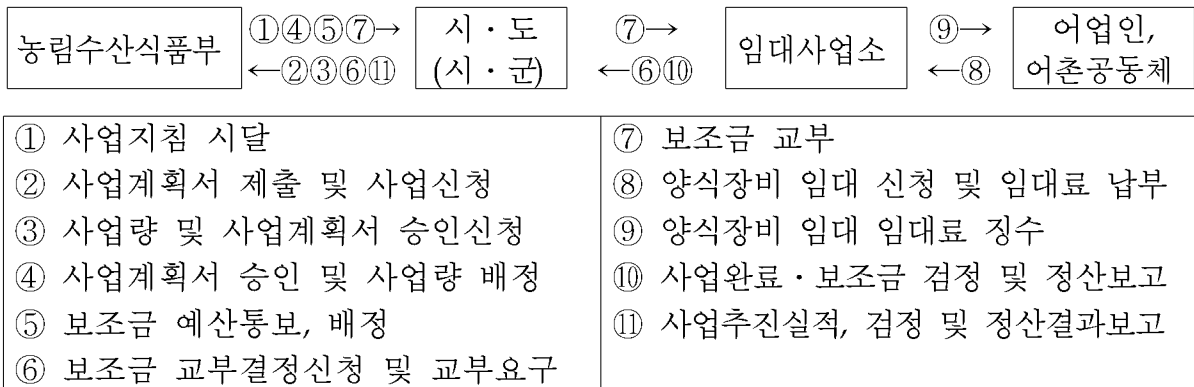 농림수산식품부 ①④⑤⑦→ 시・도 ⑦→ 임대사업소 ⑨→ 어업인,
←②③⑥⑪ (시・군) ←⑥⑩ ←⑧ 어촌공동체
① 사업지침 시달
② 사업계획서 제출 및 사업신청
③ 사업량 및 사업계획서 승인신청
④ 사업계획서 승인 및 사업량 배정
⑤ 보조금 예산통보, 배정
⑥ 보조금 교부결정신청 및 교부요구
⑦ 보조금 교부
⑧ 양식장비 임대 신청 및 임대료 납부
⑨ 양식장비 임대 임대료 징수
⑩ 사업완료・보조금 검정 및 정산보고
⑪ 사업추진실적, 검정 및 정산결과보고